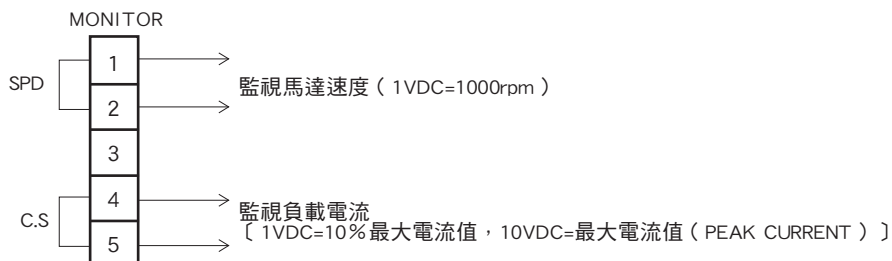 MONITOR
1
SPD
監視馬達速度（1VDC=1000rpm）
2
3
4
監視負載電流
C.S
〔 1VDC=10％最大電流值，10VDC=最大電流值（PEAK CURRENT）〕
5